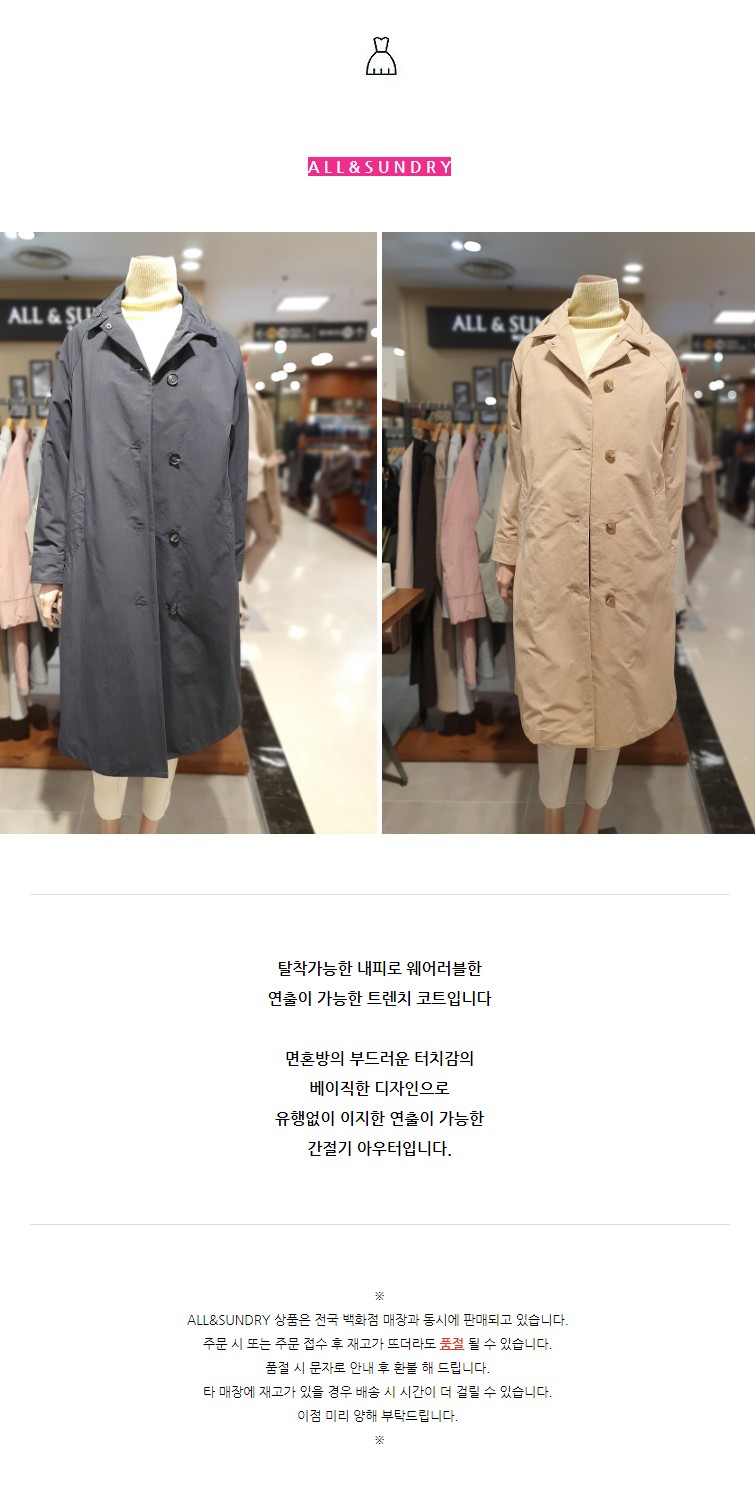 ALL&SUNDRY
ALL & SUN
ALL & SUN
탈착가능한 내피로 웨어러블한
연출이 가능한 트렌치 코트입니다
면혼방의 부드러운 터치감의
베이직한 디자인으로
유행없이 이지한 연출이 가능한
간절기 아우터입니다.
※
ALL&SUNDRY 상품은 전국 백화점 매장과 동시에 판매되고 있습니다.
주문 시 또는 주문 접수 후 재고가 뜨더라도 품절 될 수 있습니다.
품절 시 문자로 안내 후 환불 해 드립니다.
타 매장에 재고가 있을 경우 배송 시 시간이 더 걸릴 수 있습니다.
이점 미리 양해 부탁드립니다.
※